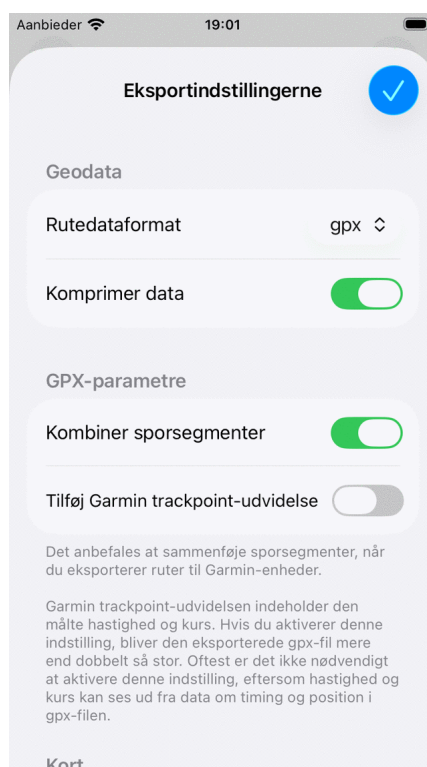 Aanbieder 19:01
Eksportindstillingerne
Geodata
Rutedataformat gpx
Komprimer data
GPX-parametre
Kombiner sporsegmenter
Tilføj Garmin trackpoint-udvidelse
Det anbefales at sammenføje sporsegmenter, når
du eksporterer ruter til Garmin-enheder.
Garmin trackpoint-udvidelsen indeholder den
målte hastighed og kurs. Hvis du aktiverer denne
indstilling, bliver den eksporterede gpx-fil mere
end dobbelt så stor. Oftest er det ikke nødvendigt
at aktivere denne indstilling, eftersom hastighed og
kurs kan ses ud fra data om timing og position i
gpx-filen.
Kort